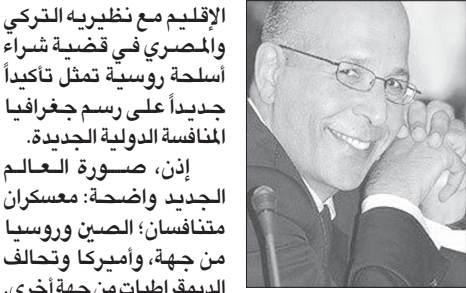 الإقليم مع نظيريه التركي
والمصري في قضية شراء
أسلحة روسية تمثل تأكيداً
جديداً على رسم جغرافيا
المنافسة الدولية الجديدة.
إذن، صورة العالم
الجديد واضحة: معسكران
متنافسان؛ الصين وروسيا
من جهة، وأميركا وتحالف
الديمقراطيات من جهة أخرى.